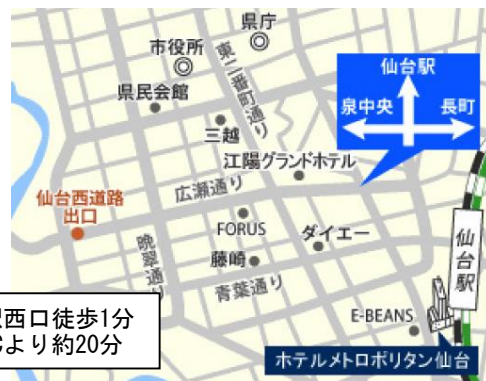 県庁
市役所
東二番町通り
県民会館
仙台駅
泉中央
長町
三越
江陽グランドホテル
広瀬通り
仙台西道路
出口
FORUS
ダイエー
晩翠通り
藤崎
青葉通り
仙台駅
E-BEANS
駅西口徒歩1分
より約20分
ホテルメトロポリタン仙台